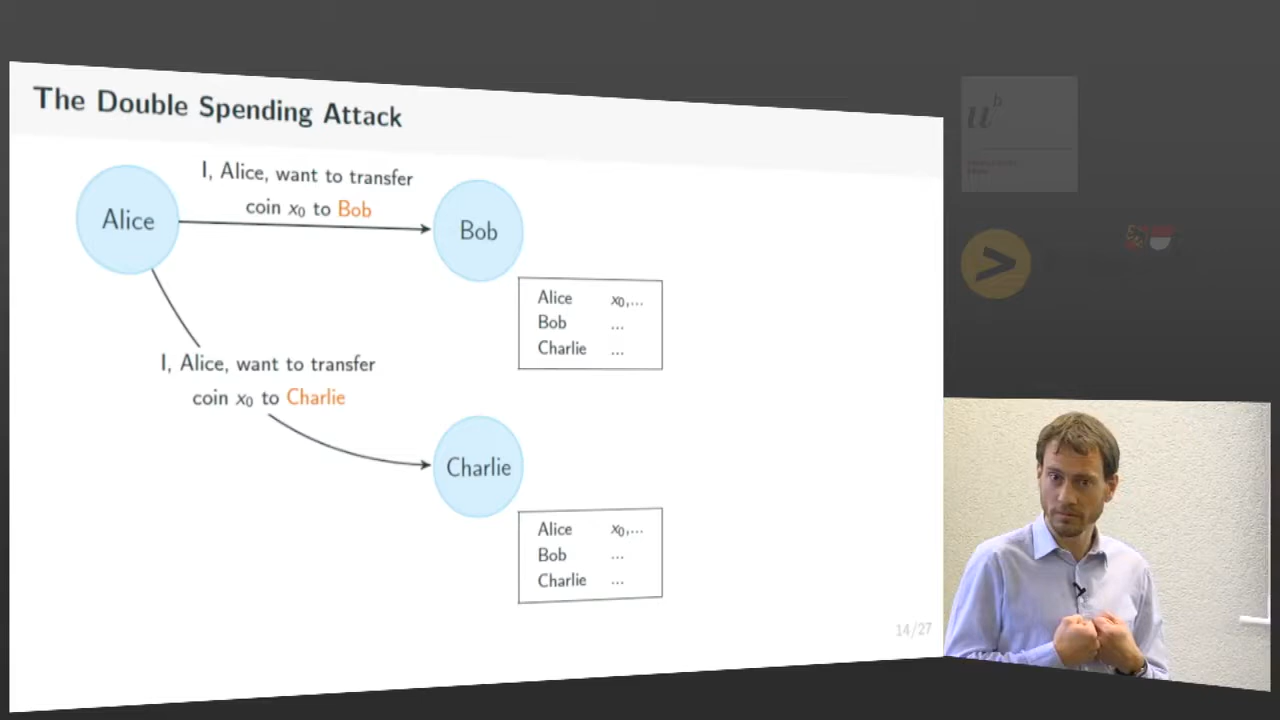 The Double Spending Attack
I, Alice, want to transfer
coin x₀ to Bob
Alice
Bob
Alice x₀,...
Bob ...
Charlie ...
I, Alice, want to transfer
coin x₀ to Charlie
Charlie
Alice x₀,...
Bob ...
Charlie ...
14/27
u
b
>